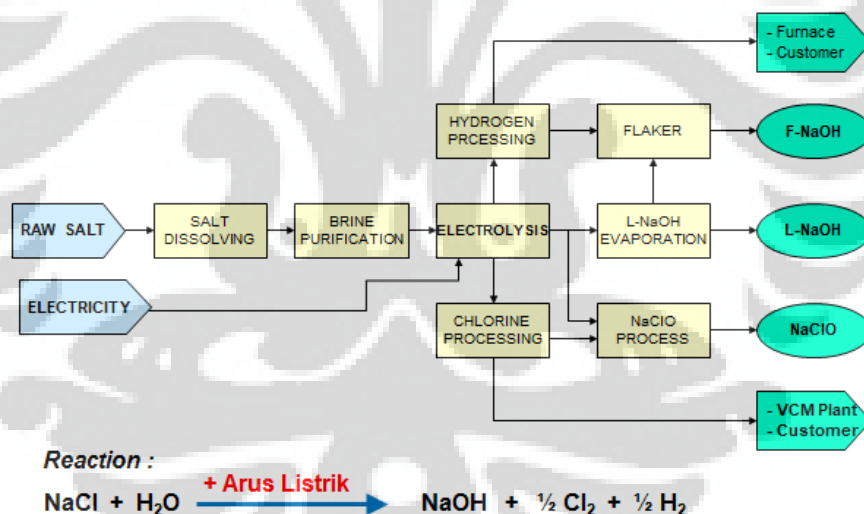 - Furnace
- Customer
HYDROGEN
PRCESSING
FLAKER
F-NaOH
RAW SALT
SALT
DISSOLVING
BRINE
PURIFICATION
ELECTROLYSIS
L-NaOH
EVAPORATION
L-NaOH
ELECTRICITY
CHLORINE
PROCESSING
NaClO
PROCESS
NaClO
- VCM Plant
- Customer
Reaction :
NaCl + H₂O + Arus Listrik NaOH + ½ Cl₂ + ½ H₂